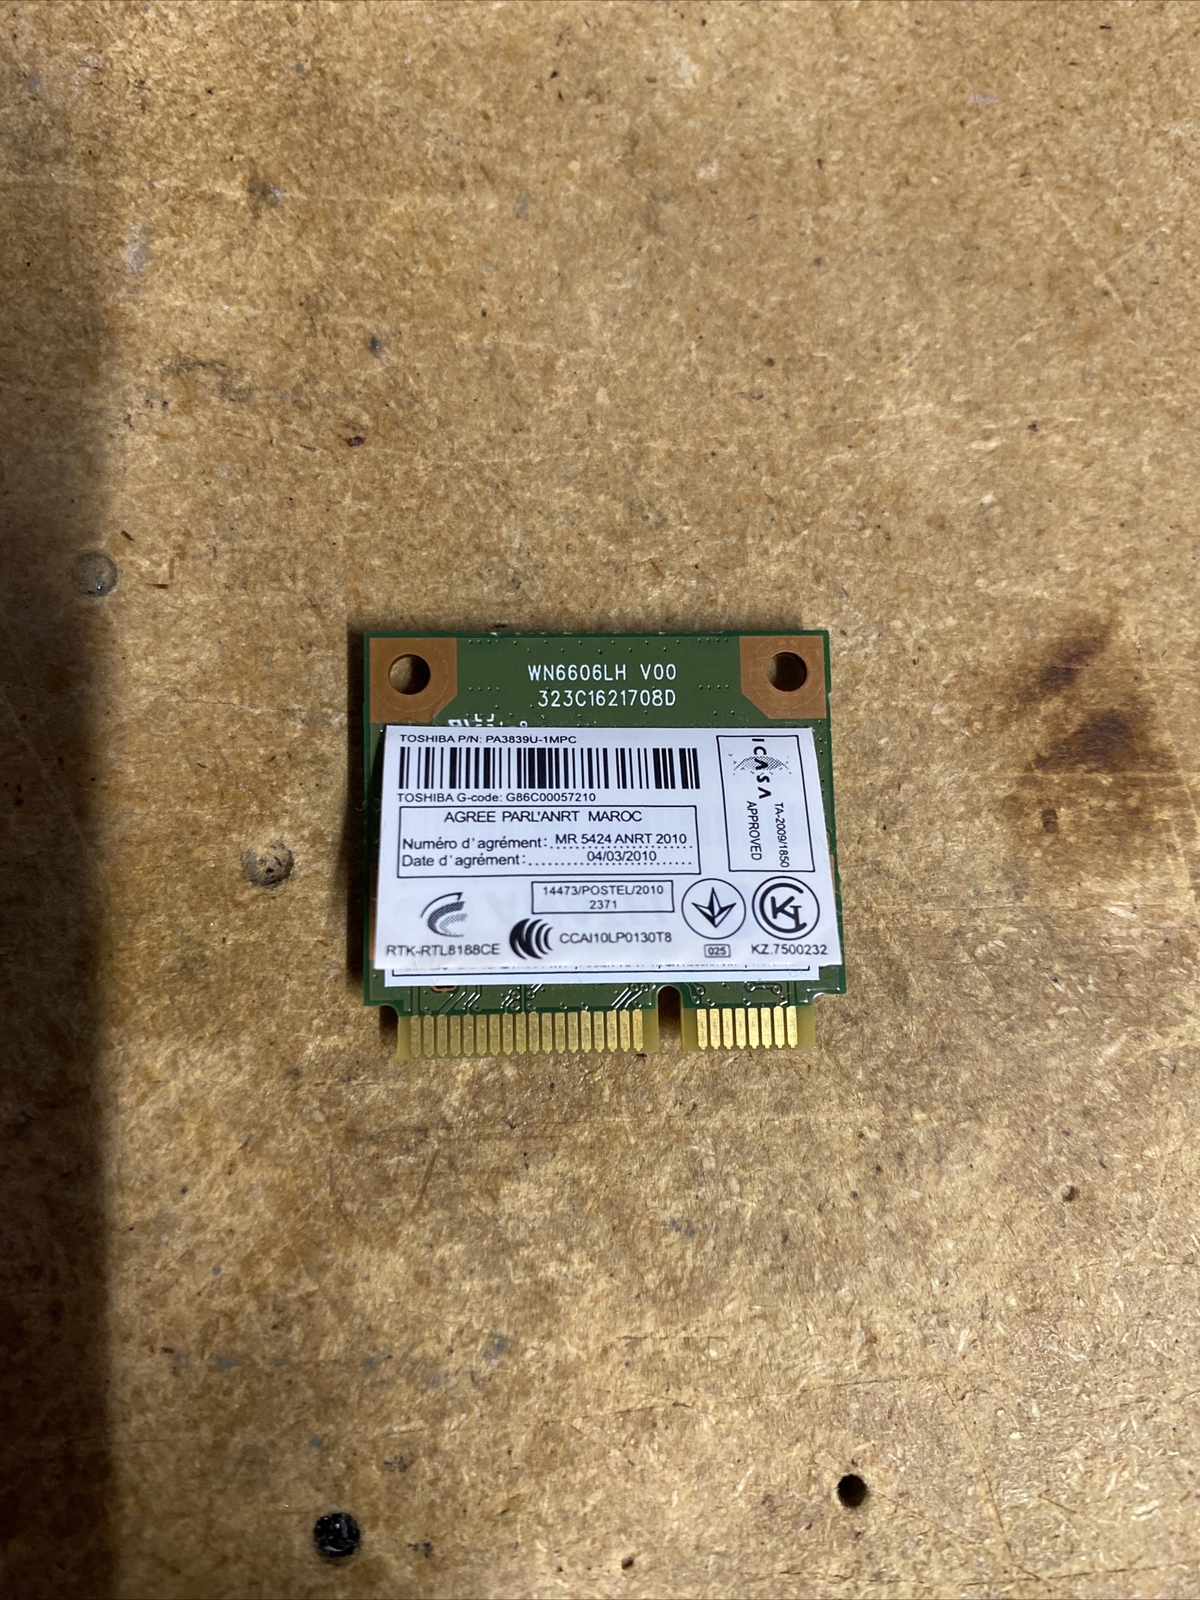 WN6606LH V00
323C1621708D
TOSHIBA P/N: PA3839U-1MPC
TOSHIBA G-code: G86C00057210
AGREE PARL'ANRT MAROC
Numéro d'agrément: MR 5424 ANRT 2010
Date d'agrément: 04/03/2010
ICASA
TA-2009/1850
APPROVED
14473/POSTEL/2010
2371
RTK-RTL8188CE
CCAI10LP0130T8
025
KZ.7500232